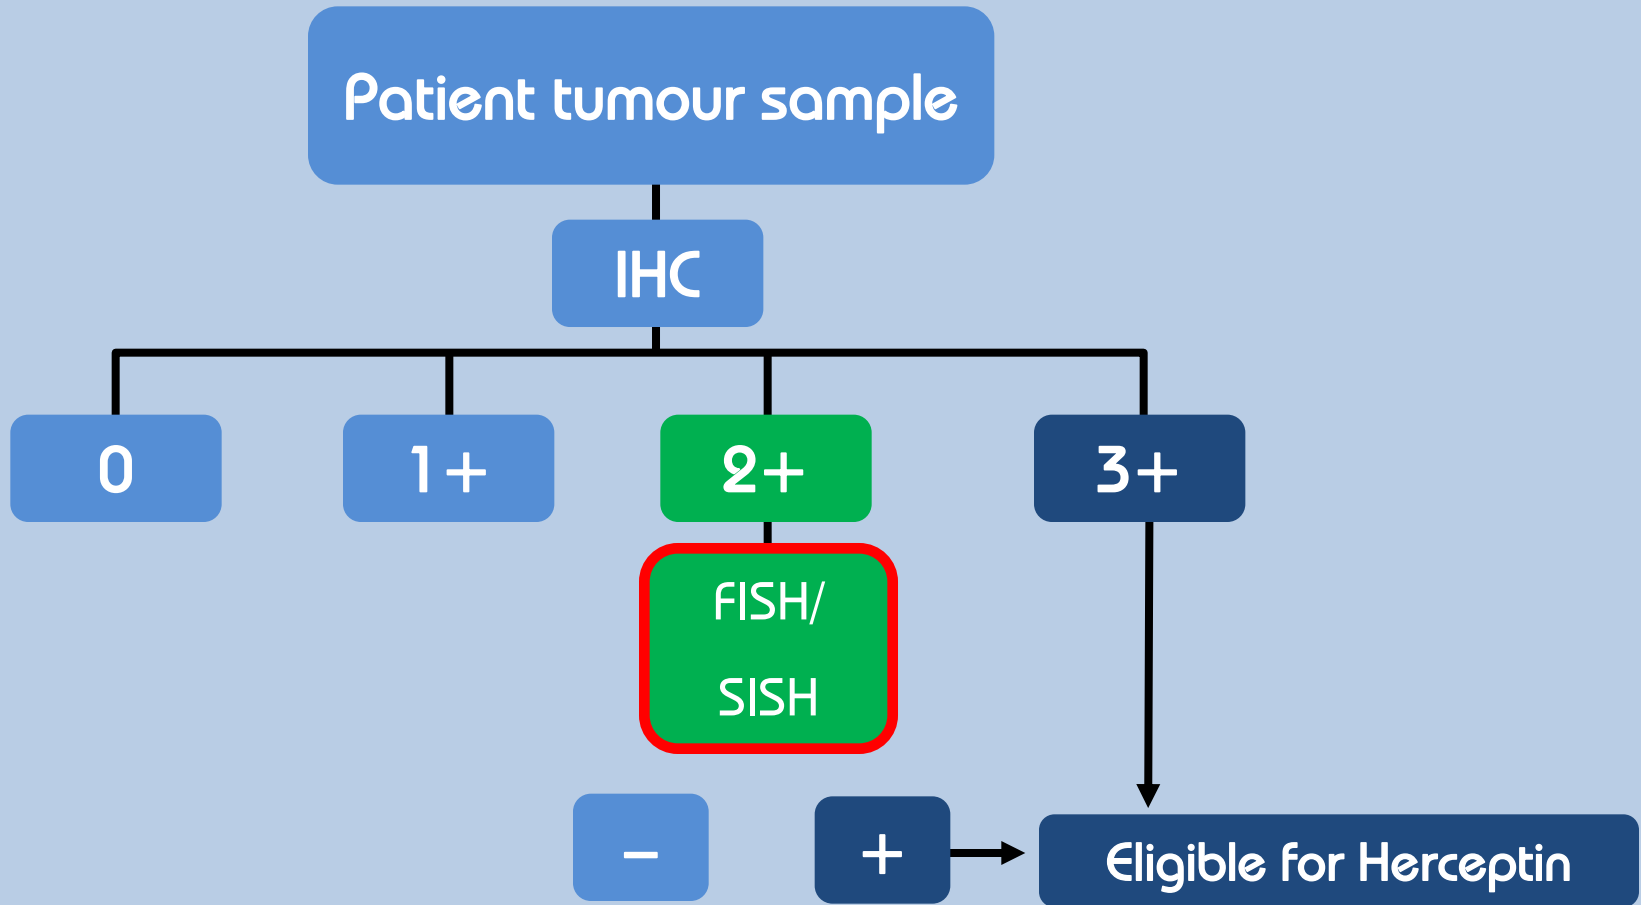 Patient tumour sample
IHC
0
1+
2+
3+
FISH/
SISH
–
+
Eligible for Herceptin